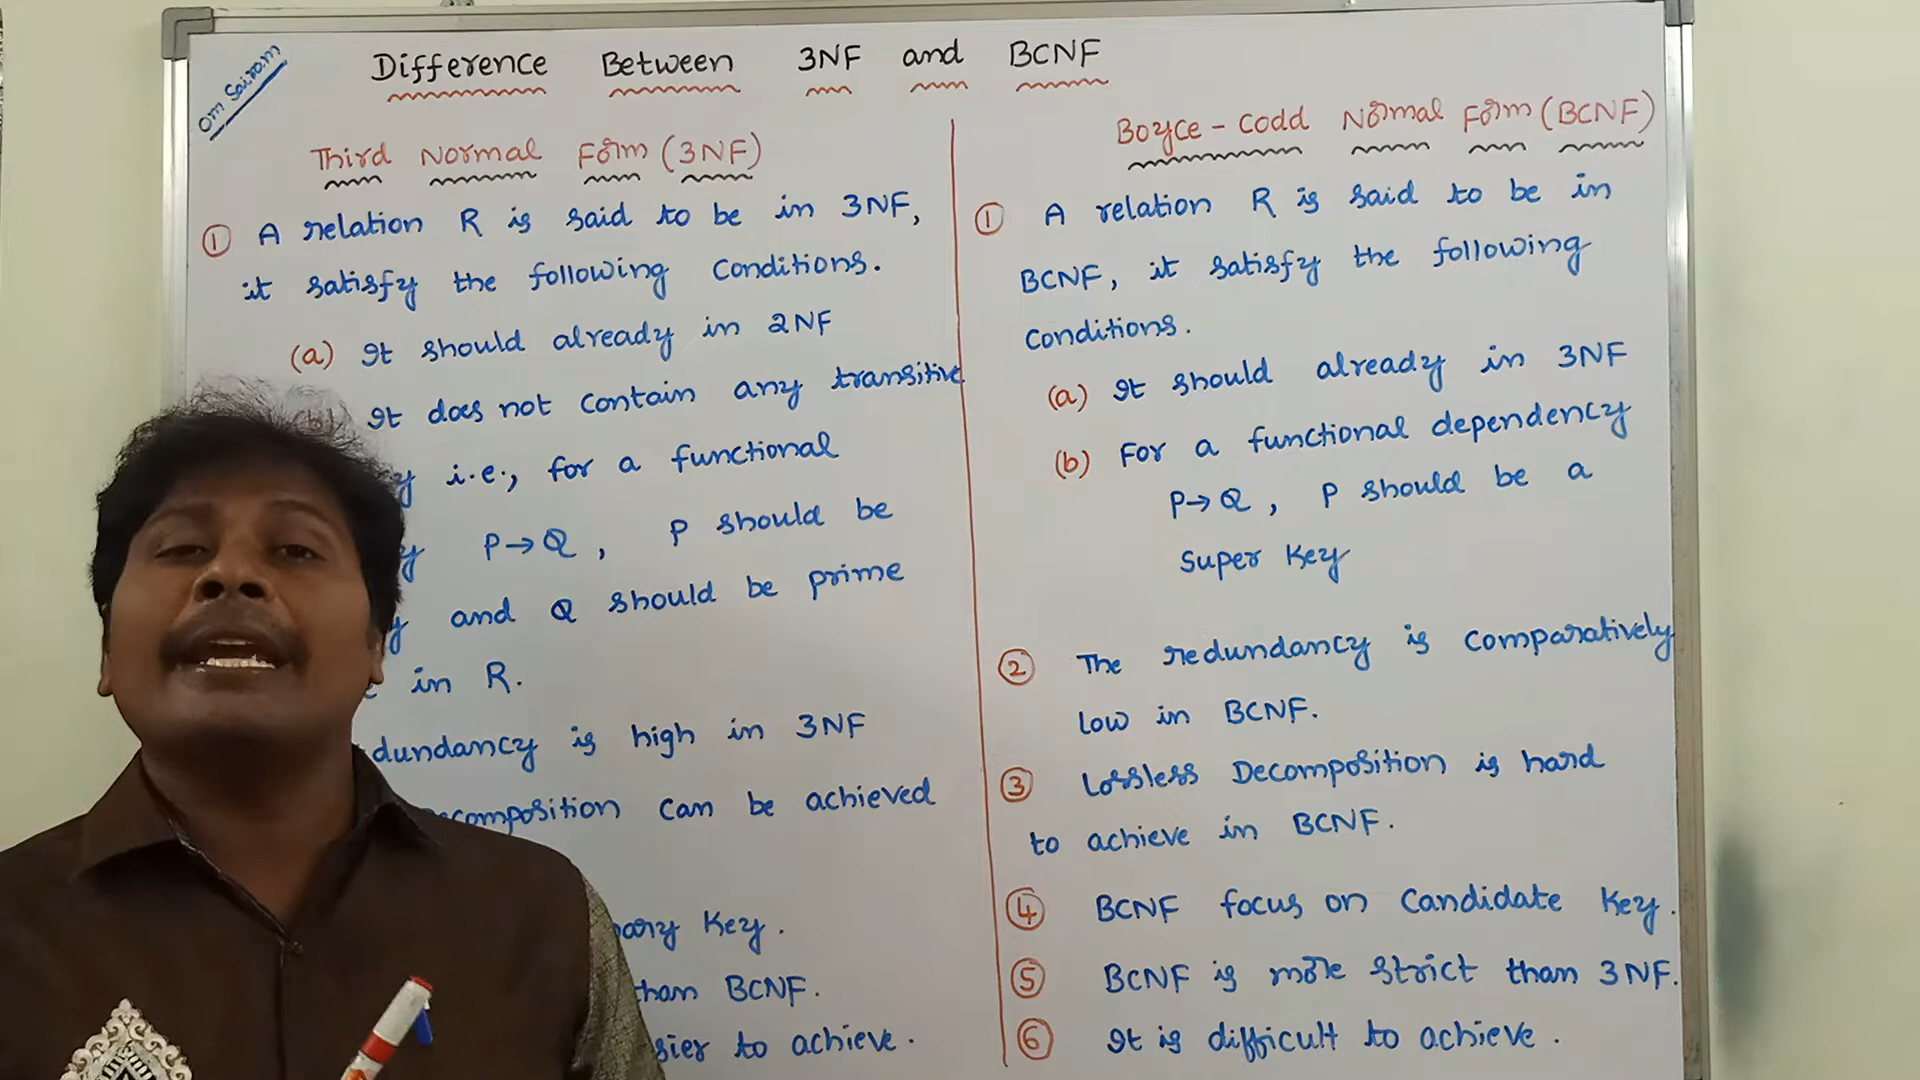 Om Sairam
Difference Between 3NF and BCNF
Third Normal Form (3NF)
① A relation R is said to be in 3NF,
it satisfy the following conditions.
(a) It should already in 2NF
(b) It does not contain any transitive
i.e., for a functional
P→Q, P should be
and Q should be prime
in R.
is high in 3NF
can be achieved
Key.
than BCNF.
to achieve.
Boyce-Codd Normal Form (BCNF)
① A relation R is said to be in
BCNF, it satisfy the following
conditions.
(a) It should already in 3NF
(b) For a functional dependency
P→Q, P should be a
Super Key
② The redundancy is comparatively
low in BCNF.
③ Lossless Decomposition is hard
to achieve in BCNF.
④ BCNF focus on Candidate Key.
⑤ BCNF is more strict than 3NF.
⑥ It is difficult to achieve.